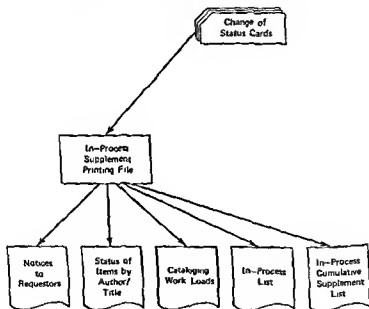 Change of
Status Cards
In-Process
Supplement
Printing File
Notices
to
Requestors
Status of
Items by
Author/
Title
Cataloging
Work Loads
In-Process
List
In-Process
Cumulative
Supplement
List